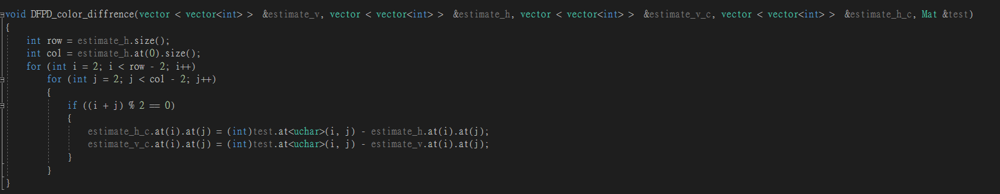 void DFPD_color_diffrence(vector < vector<int> > &estimate_v, vector < vector<int> > &estimate_h, vector < vector<int> > &estimate_v_c, vector < vector<int> > &estimate_h_c, Mat &test)
{
    int row = estimate_h.size();
    int col = estimate_h.at(0).size();
    for (int i = 2; i < row - 2; i++)
        for (int j = 2; j < col - 2; j++)
        {
            if ((i + j) % 2 == 0)
            {
                estimate_h_c.at(i).at(j) = (int)test.at<uchar>(i, j) - estimate_h.at(i).at(j);
                estimate_v_c.at(i).at(j) = (int)test.at<uchar>(i, j) - estimate_v.at(i).at(j);
            }
        }
}